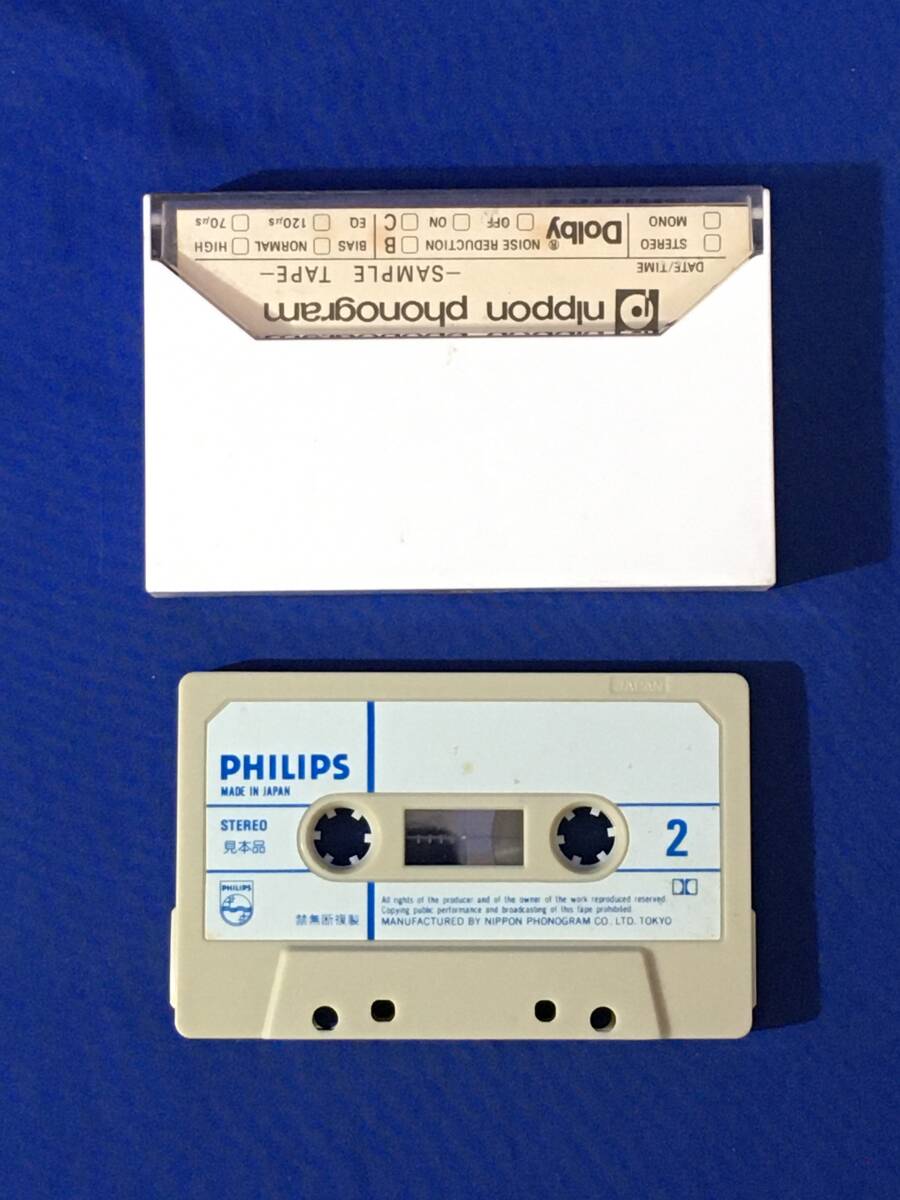 nippon phonogram
—SAMPLE TAPE—
DATE/TIME
STEREO
MONO
Dolby ® NOISE REDUCTION
OFF ON B C
BIAS NORMAL HIGH
EQ 120μs 70μs
JAPAN
PHILIPS
MADE IN JAPAN
STEREO
見本品
2
PHILIPS
禁無断複製
All rights of the producer and of the owner of the work reproduced reserved.
Copying public performance and broadcasting of this tape prohibited.
MANUFACTURED BY NIPPON PHONOGRAM CO., LTD. TOKYO